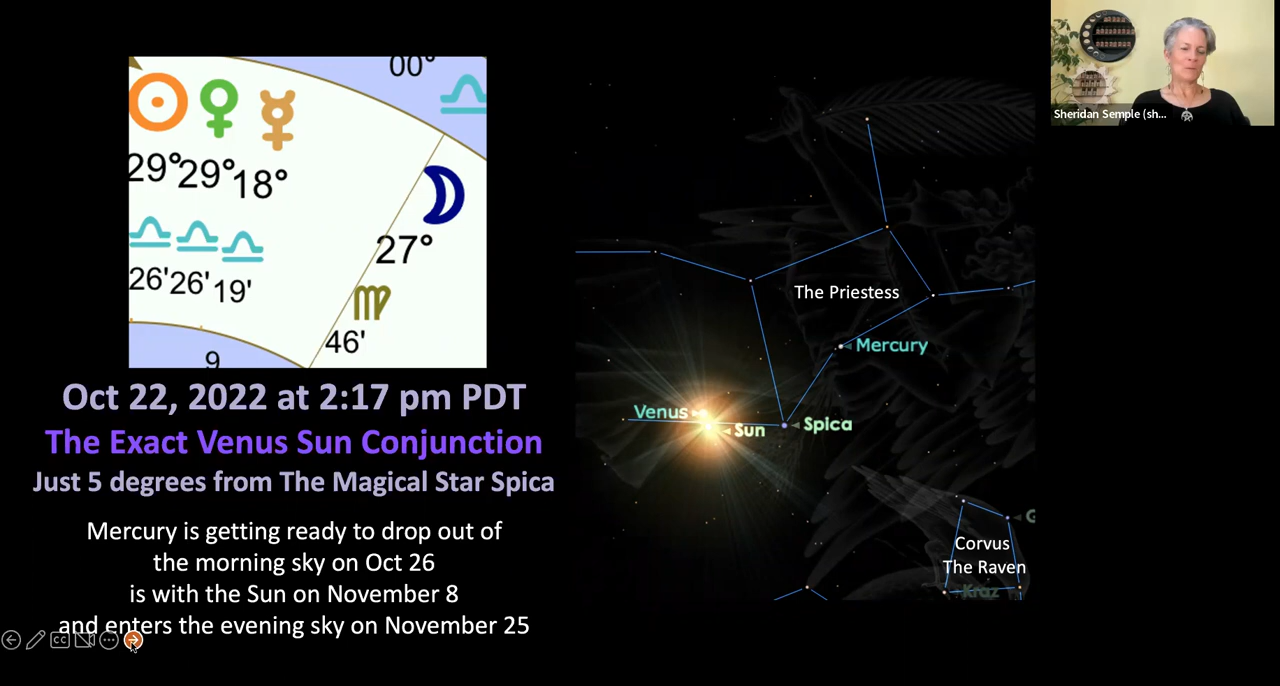 00°
29°29°18°
27°
26'26'19'
46'
9
Oct 22, 2022 at 2:17 pm PDT
The Exact Venus Sun Conjunction
Just 5 degrees from The Magical Star Spica
Mercury is getting ready to drop out of
the morning sky on Oct 26
is with the Sun on November 8
and enters the evening sky on November 25
CC
The Priestess
Mercury
Venus
Sun
Spica
G
Corvus
The Raven
Kraz
Sheridan Semple (sh...